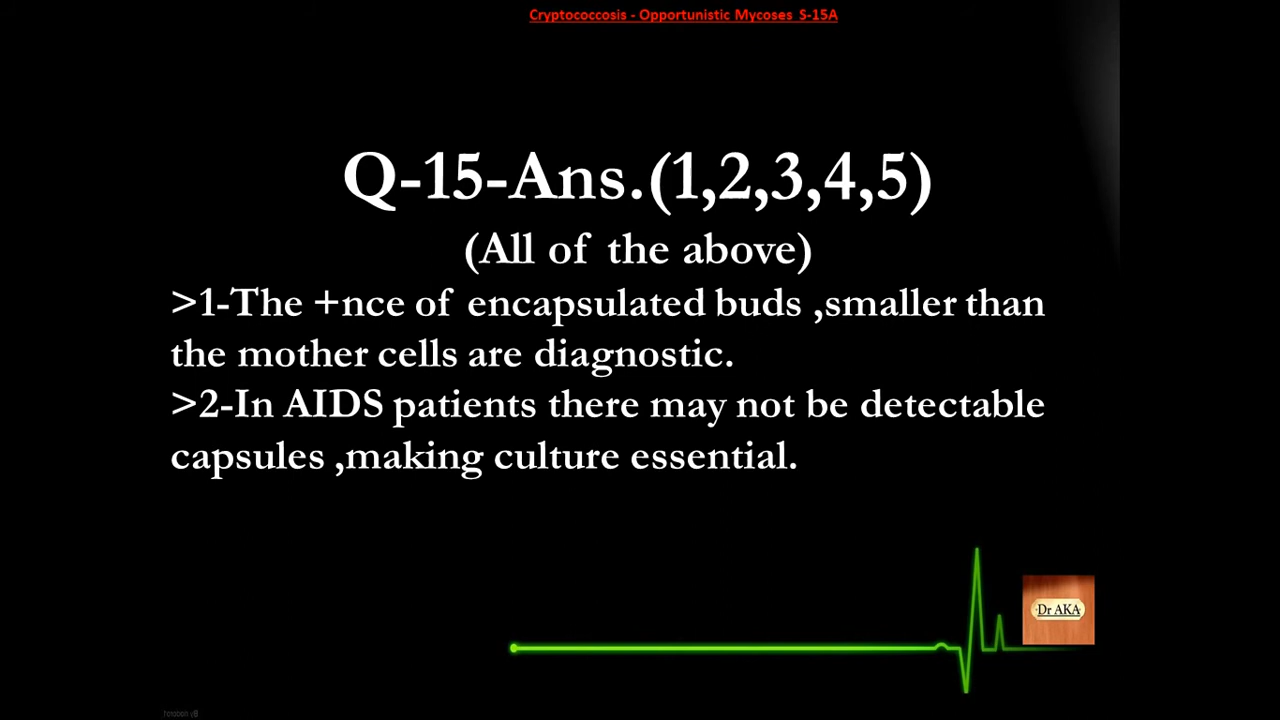 Cryptococcosis - Opportunistic Mycoses S-15A
Q-15-Ans.(1,2,3,4,5)
(All of the above)
>1-The +nce of encapsulated buds ,smaller than
the mother cells are diagnostic.
>2-In AIDS patients there may not be detectable
capsules ,making culture essential.
Dr AKA